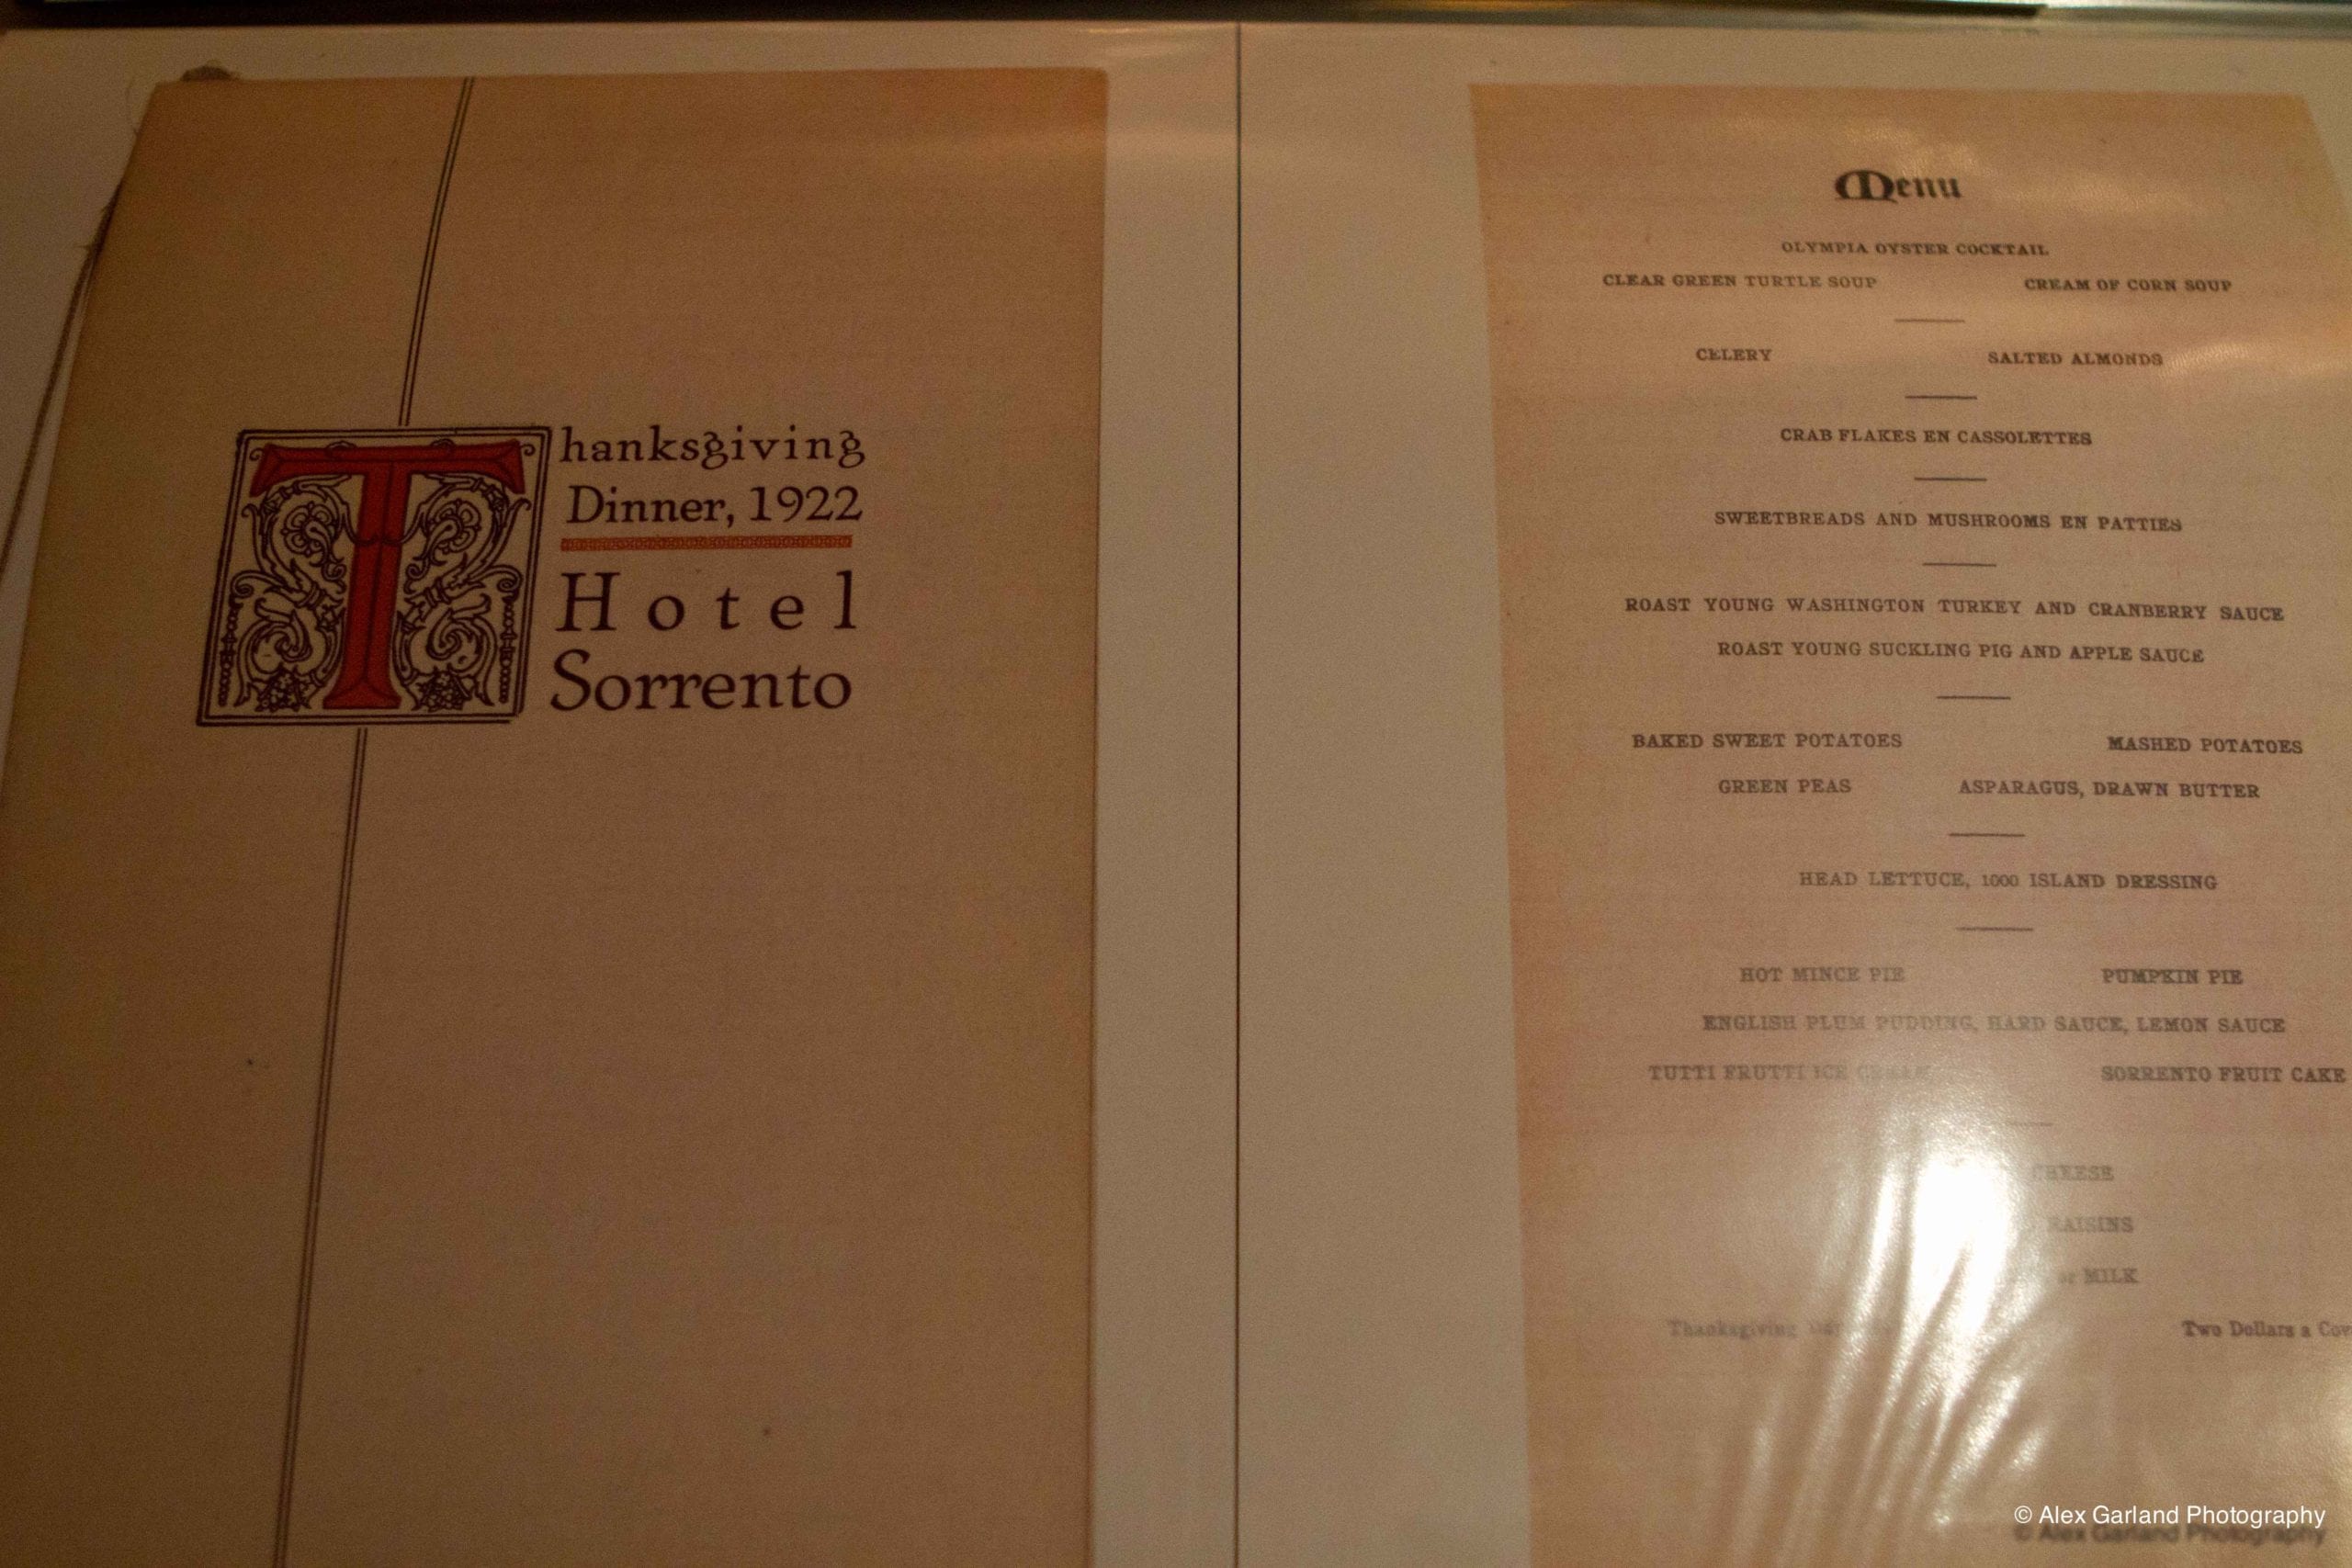 Thanksgiving
Dinner, 1922
Hotel
Sorrento
Menu
OLYMPIA OYSTER COCKTAIL
CLEAR GREEN TURTLE SOUP CREAM OF CORN SOUP
CELERY SALTED ALMONDS
CRAB FLAKES EN CASSOLETTES
SWEETBREADS AND MUSHROOMS EN PATTIES
ROAST YOUNG WASHINGTON TURKEY AND CRANBERRY SAUCE
ROAST YOUNG SUCKLING PIG AND APPLE SAUCE
BAKED SWEET POTATOES MASHED POTATOES
GREEN PEAS ASPARAGUS, DRAWN BUTTER
HEAD LETTUCE, 1000 ISLAND DRESSING
HOT MINCE PIE PUMPKIN PIE
ENGLISH PLUM PUDDING, HARD SAUCE, LEMON SAUCE
TUTTI FRUTTI ICE CREAM SORRENTO FRUIT CAKE
CHEESE
RAISINS
or MILK
Thanksgiving Two Dollars a
© Alex Garland Photography